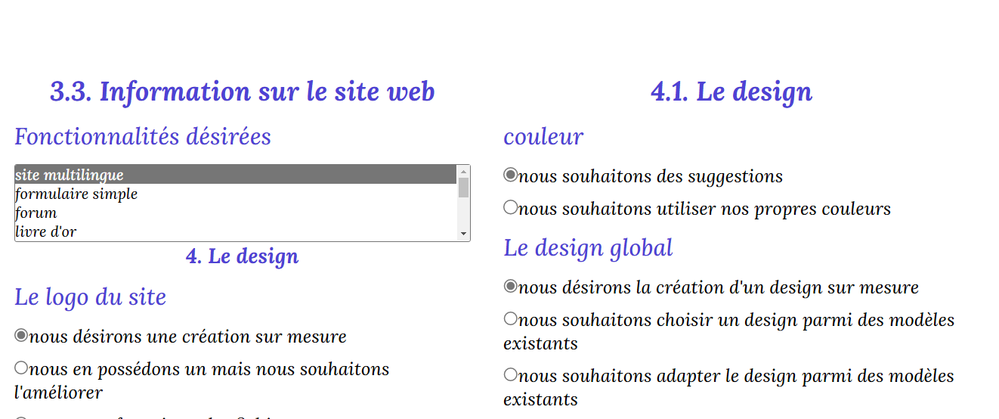 3.3. Information sur le site web
Fonctionnalités désirées
site multilingue
formulaire simple
forum
livre d'or
4. Le design
Le logo du site
nous désirons une création sur mesure
nous en possédons un mais nous souhaitons
l'améliorer
4.1. Le design
couleur
nous souhaitons des suggestions
nous souhaitons utiliser nos propres couleurs
Le design global
nous désirons la création d'un design sur mesure
nous souhaitons choisir un design parmi des modèles
existants
nous souhaitons adapter le design parmi des modèles
existants